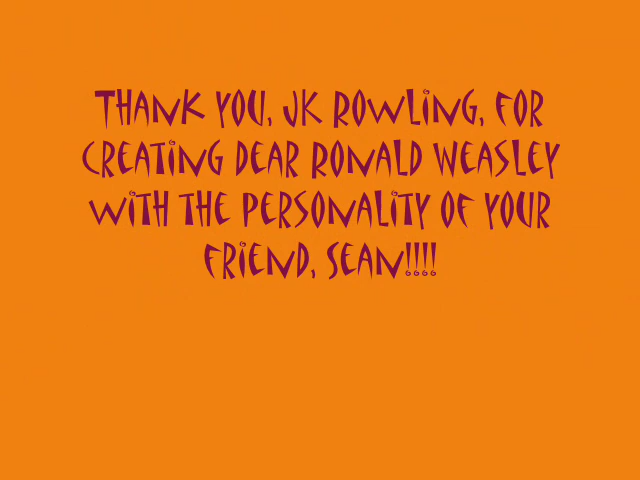 THANK YOU, JK ROWLING, FOR
CREATING DEAR RONALD WEASLEY
WITH THE PERSONALITY OF YOUR
FRIEND, SEAN!!!!